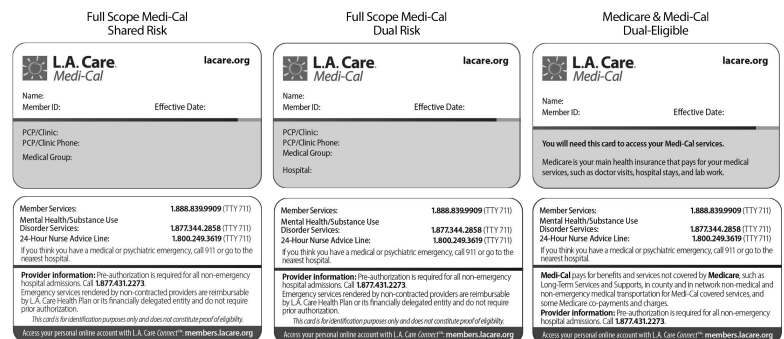 Full Scope Medi-Cal
Shared Risk
L.A. Care®
Medi-Cal
lacare.org
Name:
Member ID: Effective Date:
PCP/Clinic:
PCP/Clinic Phone:
Medical Group:
Member Services: 1.888.839.9909 (TTY 711)
Mental Health/Substance Use
Disorder Services: 1.877.344.2858 (TTY 711)
24-Hour Nurse Advice Line: 1.800.249.3619 (TTY 711)
If you think you have a medical or psychiatric emergency, call 911 or go to the
nearest hospital.
Provider information: Pre-authorization is required for all non-emergency
hospital admissions. Call 1.877.431.2273.
Emergency services rendered by non-contracted providers are reimbursable
by L.A. Care Health Plan or its financially delegated entity and do not require
prior authorization.
This card is for identification purposes only and does not constitute proof of eligibility.
Access your personal online account with L.A. Care Connect™: members.lacare.org
Full Scope Medi-Cal
Dual Risk
L.A. Care®
Medi-Cal
lacare.org
Name:
Member ID: Effective Date:
PCP/Clinic:
PCP/Clinic Phone:
Medical Group:
Hospital:
Member Services: 1.888.839.9909 (TTY 711)
Mental Health/Substance Use
Disorder Services: 1.877.344.2858 (TTY 711)
24-Hour Nurse Advice Line: 1.800.249.3619 (TTY 711)
If you think you have a medical or psychiatric emergency, call 911 or go to the
nearest hospital.
Provider information: Pre-authorization is required for all non-emergency
hospital admissions. Call 1.877.431.2273.
Emergency services rendered by non-contracted providers are reimbursable
by L.A. Care Health Plan or its financially delegated entity and do not require
prior authorization.
This card is for identification purposes only and does not constitute proof of eligibility.
Access your personal online account with L.A. Care Connect™: members.lacare.org
Medicare & Medi-Cal
Dual-Eligible
L.A. Care®
Medi-Cal
lacare.org
Name:
Member ID: Effective Date:
You will need this card to access your Medi-Cal services.
Medicare is your main health insurance that pays for your medical
services, such as doctor visits, hospital stays, and lab work.
Member Services: 1.888.839.9909 (TTY 711)
Mental Health/Substance Use
Disorder Services: 1.877.344.2858 (TTY 711)
24-Hour Nurse Advice Line: 1.800.249.3619 (TTY 711)
If you think you have a medical or psychiatric emergency, call 911 or go to the
nearest hospital.
Medi-Cal pays for benefits and services not covered by Medicare, such as
Long-Term Services and Supports, in county and in network non-medical and
non-emergency medical transportation for Medi-Cal covered services, and
some Medicare co-payments and charges.
Provider information: Pre-authorization is required for all non-emergency
hospital admissions. Call 1.877.431.2273.
Access your personal online account with L.A. Care Connect™: members.lacare.org